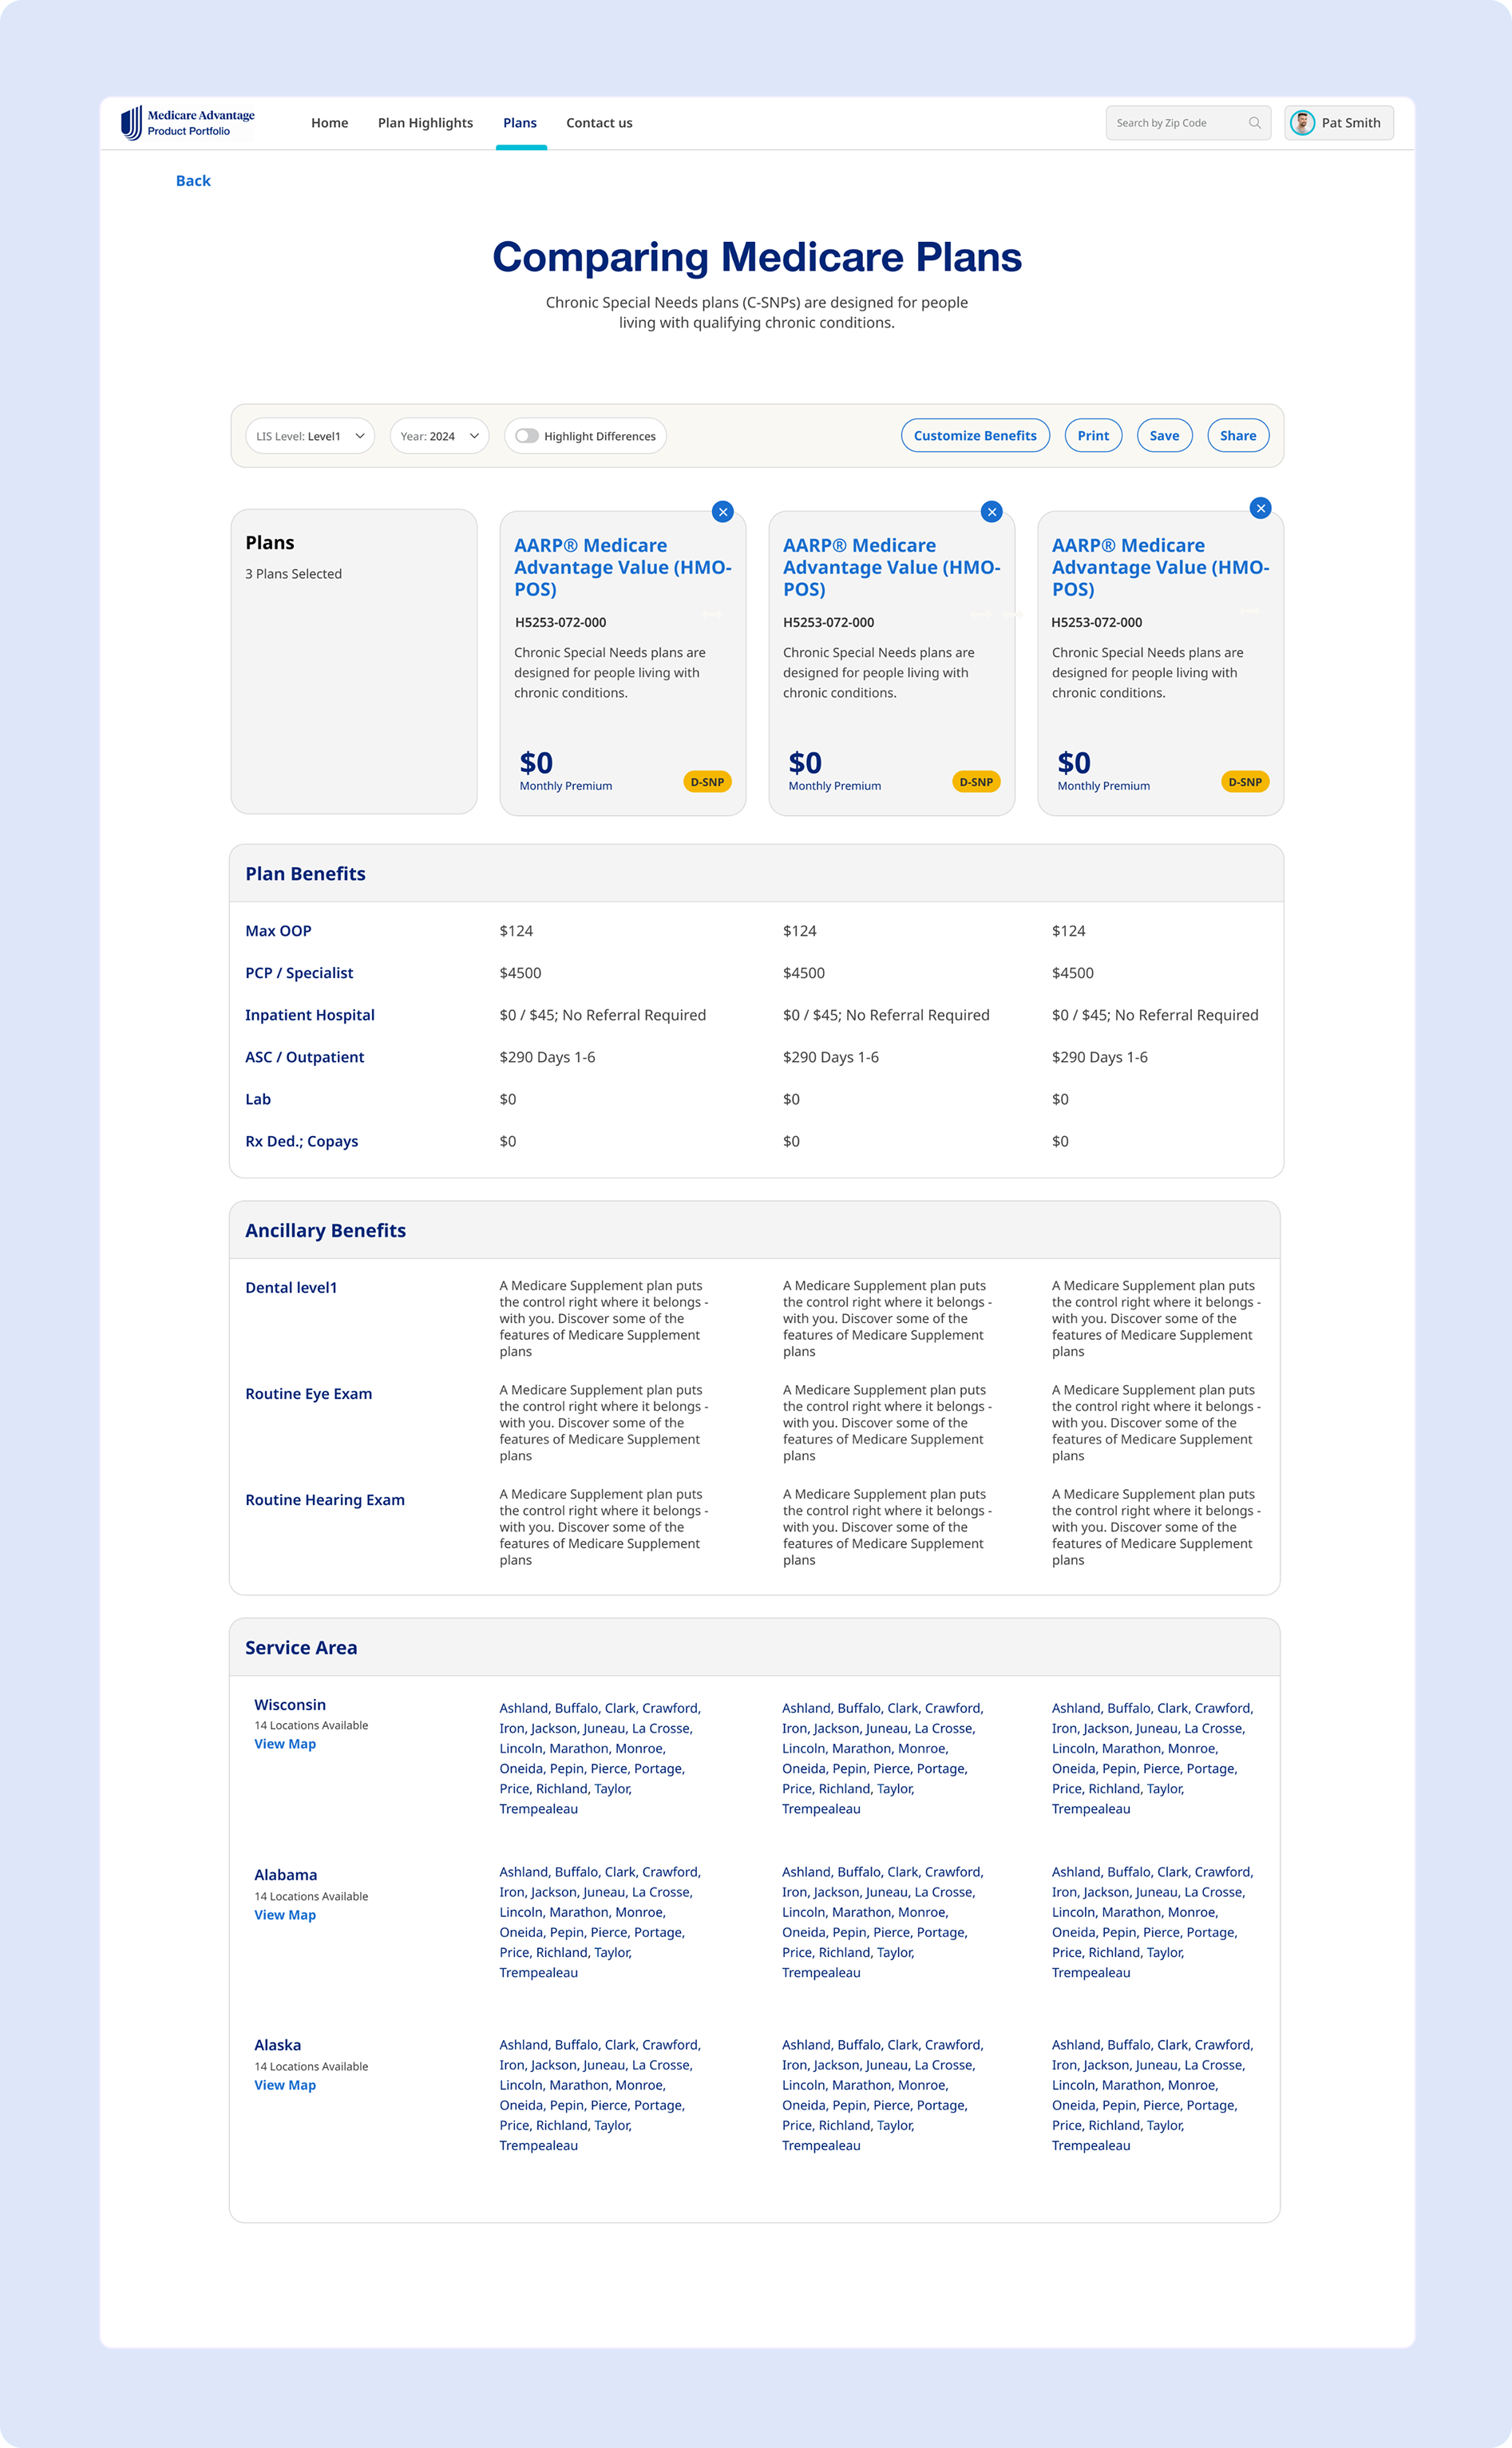 Medicare Advantage
Product Portfolio
Home
Plan Highlights
Plans
Contact us
Search by Zip Code
Pat Smith
Back
Comparing Medicare Plans
Chronic Special Needs plans (C-SNPs) are designed for people
living with qualifying chronic conditions.
LIS Level: Level1
Year: 2024
Highlight Differences
Customize Benefits
Print
Save
Share
Plans
3 Plans Selected
AARP® Medicare
Advantage Value (HMO-
POS)
H5253-072-000
Chronic Special Needs plans are
designed for people living with
chronic conditions.
$0
Monthly Premium
D-SNP
AARP® Medicare
Advantage Value (HMO-
POS)
H5253-072-000
Chronic Special Needs plans are
designed for people living with
chronic conditions.
$0
Monthly Premium
D-SNP
AARP® Medicare
Advantage Value (HMO-
POS)
H5253-072-000
Chronic Special Needs plans are
designed for people living with
chronic conditions.
$0
Monthly Premium
D-SNP
Plan Benefits
Max OOP
$124
$124
$124
PCP / Specialist
$4500
$4500
$4500
Inpatient Hospital
$0 / $45; No Referral Required
$0 / $45; No Referral Required
$0 / $45; No Referral Required
ASC / Outpatient
$290 Days 1-6
$290 Days 1-6
$290 Days 1-6
Lab
$0
$0
$0
Rx Ded.; Copays
$0
$0
$0
Ancillary Benefits
Dental level1
A Medicare Supplement plan puts
the control right where it belongs -
with you. Discover some of the
features of Medicare Supplement
plans
A Medicare Supplement plan puts
the control right where it belongs -
with you. Discover some of the
features of Medicare Supplement
plans
A Medicare Supplement plan puts
the control right where it belongs -
with you. Discover some of the
features of Medicare Supplement
plans
Routine Eye Exam
A Medicare Supplement plan puts
the control right where it belongs -
with you. Discover some of the
features of Medicare Supplement
plans
A Medicare Supplement plan puts
the control right where it belongs -
with you. Discover some of the
features of Medicare Supplement
plans
A Medicare Supplement plan puts
the control right where it belongs -
with you. Discover some of the
features of Medicare Supplement
plans
Routine Hearing Exam
A Medicare Supplement plan puts
the control right where it belongs -
with you. Discover some of the
features of Medicare Supplement
plans
A Medicare Supplement plan puts
the control right where it belongs -
with you. Discover some of the
features of Medicare Supplement
plans
A Medicare Supplement plan puts
the control right where it belongs -
with you. Discover some of the
features of Medicare Supplement
plans
Service Area
Wisconsin
14 Locations Available
View Map
Ashland, Buffalo, Clark, Crawford,
Iron, Jackson, Juneau, La Crosse,
Lincoln, Marathon, Monroe,
Oneida, Pepin, Pierce, Portage,
Price, Richland, Taylor,
Trempealeau
Ashland, Buffalo, Clark, Crawford,
Iron, Jackson, Juneau, La Crosse,
Lincoln, Marathon, Monroe,
Oneida, Pepin, Pierce, Portage,
Price, Richland, Taylor,
Trempealeau
Ashland, Buffalo, Clark, Crawford,
Iron, Jackson, Juneau, La Crosse,
Lincoln, Marathon, Monroe,
Oneida, Pepin, Pierce, Portage,
Price, Richland, Taylor,
Trempealeau
Alabama
14 Locations Available
View Map
Ashland, Buffalo, Clark, Crawford,
Iron, Jackson, Juneau, La Crosse,
Lincoln, Marathon, Monroe,
Oneida, Pepin, Pierce, Portage,
Price, Richland, Taylor,
Trempealeau
Ashland, Buffalo, Clark, Crawford,
Iron, Jackson, Juneau, La Crosse,
Lincoln, Marathon, Monroe,
Oneida, Pepin, Pierce, Portage,
Price, Richland, Taylor,
Trempealeau
Ashland, Buffalo, Clark, Crawford,
Iron, Jackson, Juneau, La Crosse,
Lincoln, Marathon, Monroe,
Oneida, Pepin, Pierce, Portage,
Price, Richland, Taylor,
Trempealeau
Alaska
14 Locations Available
View Map
Ashland, Buffalo, Clark, Crawford,
Iron, Jackson, Juneau, La Crosse,
Lincoln, Marathon, Monroe,
Oneida, Pepin, Pierce, Portage,
Price, Richland, Taylor,
Trempealeau
Ashland, Buffalo, Clark, Crawford,
Iron, Jackson, Juneau, La Crosse,
Lincoln, Marathon, Monroe,
Oneida, Pepin, Pierce, Portage,
Price, Richland, Taylor,
Trempealeau
Ashland, Buffalo, Clark, Crawford,
Iron, Jackson, Juneau, La Crosse,
Lincoln, Marathon, Monroe,
Oneida, Pepin, Pierce, Portage,
Price, Richland, Taylor,
Trempealeau